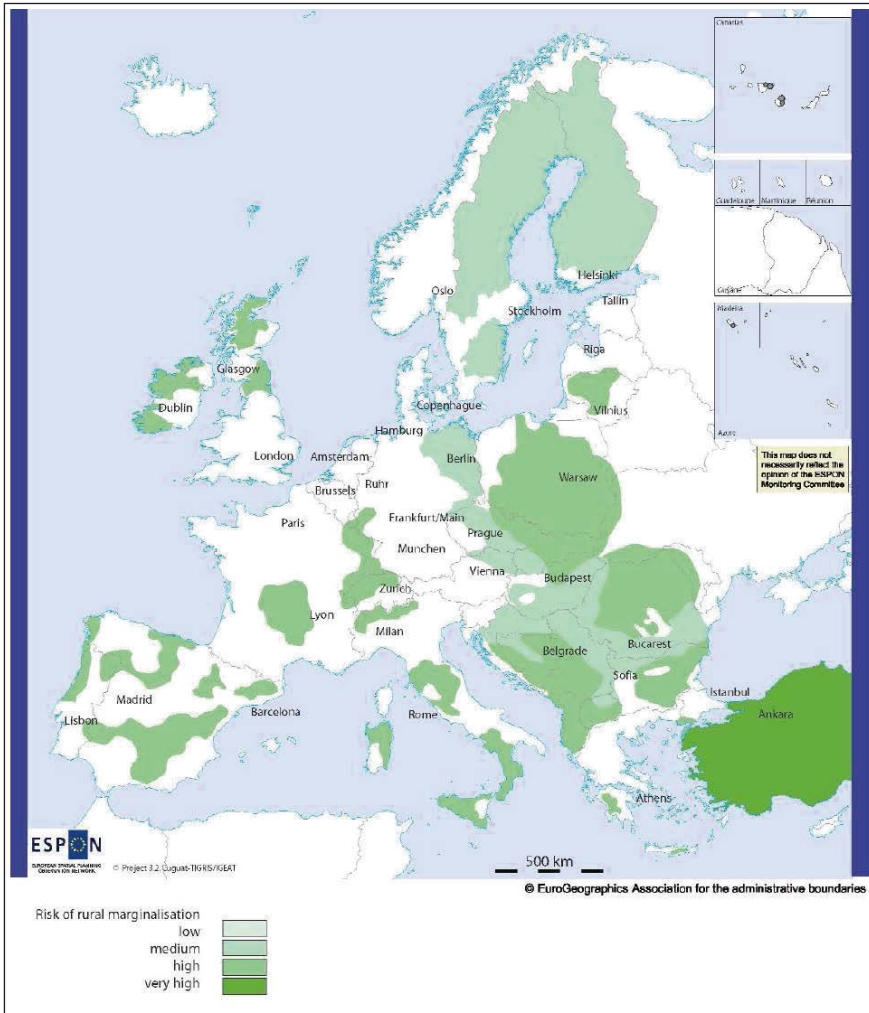 Canarias
Guadeloupe
Martinique
Réunion
Guyane
Madeira
Azore
This map does not
necessarily reflect the
opinion of the ESPON
Monitoring Committee
Oslo
Helsinki
Stockholm
Tallin
Riga
Glasgow
Dublin
Copenhague
Vilnius
Hamburg
London
Amsterdam
Berlin
Warsaw
Brussels
Ruhr
Paris
Frankfurt/Main
Prague
Munchen
Vienna
Budapest
Zurich
Lyon
Milan
Belgrade
Bucarest
Sofia
Madrid
Lisbon
Barcelona
Rome
Istanbul
Ankara
Athens
ESPON
EUROPEAN SPATIAL PLANNING
OBSERVATION NETWORK
© Project 3.2, Luguat-TIGRIS/IGEAT
500 km
© EuroGeographics Association for the administrative boundaries
Risk of rural marginalisation
low
medium
high
very high